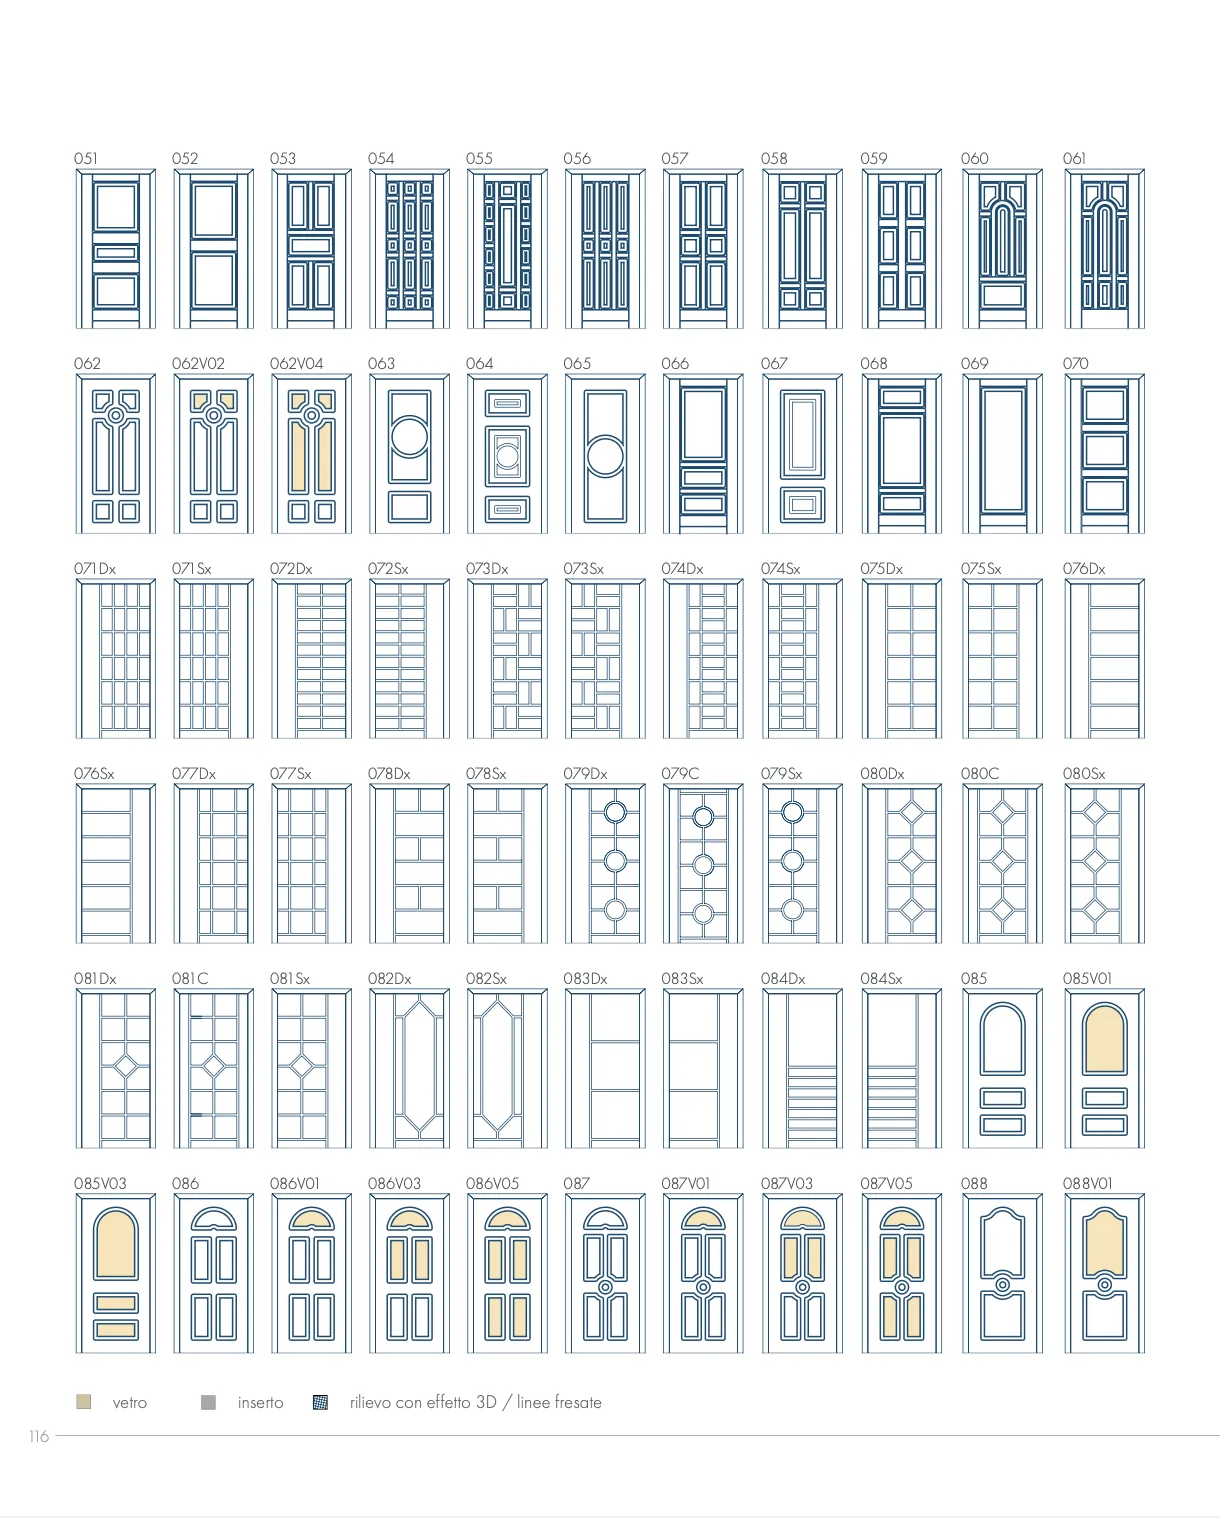 051 052 053 054 055 056 057 058 059 060 061
062 062V02 062V04 063 064 065 066 067 068 069 070
071Dx 071Sx 072Dx 072Sx 073Dx 073Sx 074Dx 074Sx 075Dx 075Sx 076Dx
076Sx 077Dx 077Sx 078Dx 078Sx 079Dx 079C 079Sx 080Dx 080C 080Sx
081Dx 081C 081Sx 082Dx 082Sx 083Dx 083Sx 084Dx 084Sx 085 085V01
085V03 086 086V01 086V03 086V05 087 087V01 087V03 087V05 088 088V01
vetro inserto rilievo con effetto 3D / linee fresate
116